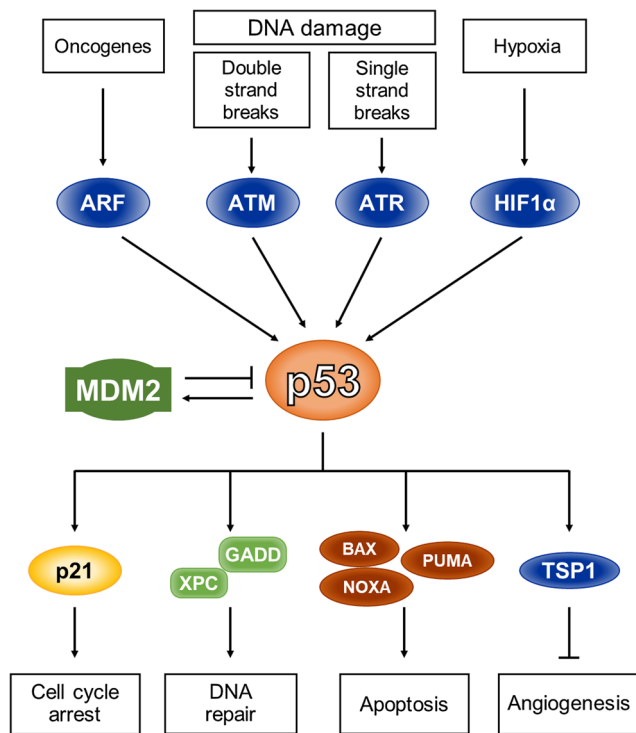 Oncogenes
DNA damage
Hypoxia
Double
strand
breaks
Single
strand
breaks
ARF
ATM
ATR
HIF1α
MDM2
p53
p21
GADD
XPC
BAX
PUMA
NOXA
TSP1
Cell cycle
arrest
DNA
repair
Apoptosis
Angiogenesis